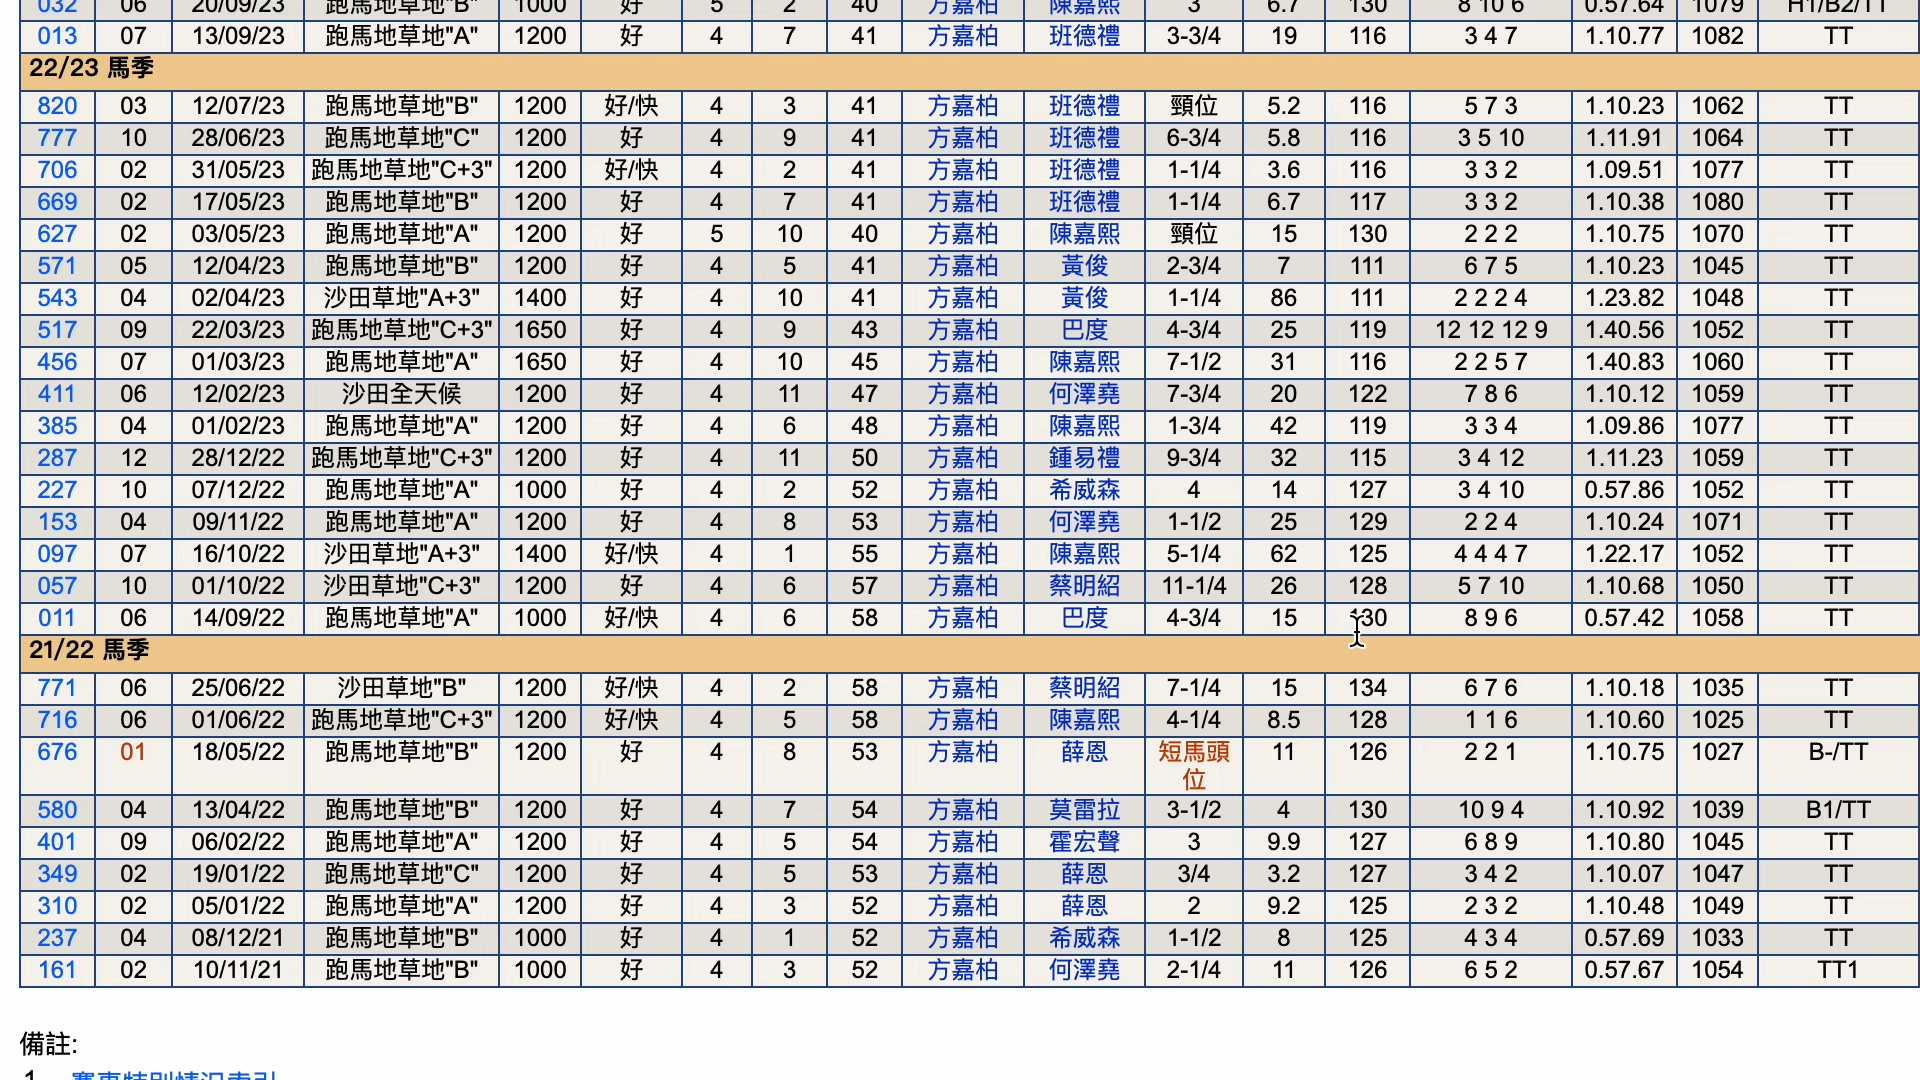 032 06 20/09/23 跑馬地草地"B" 1000 好 5 2 40 方嘉柏 陳嘉熙 3 6.7 130 8 10 6 0.57.64 1079 H1/B2/TT
013 07 13/09/23 跑馬地草地"A" 1200 好 4 7 41 方嘉柏 班德禮 3-3/4 19 116 3 4 7 1.10.77 1082 TT
22/23 馬季
820 03 12/07/23 跑馬地草地"B" 1200 好/快 4 3 41 方嘉柏 班德禮 頸位 5.2 116 5 7 3 1.10.23 1062 TT
777 10 28/06/23 跑馬地草地"C" 1200 好 4 9 41 方嘉柏 班德禮 6-3/4 5.8 116 3 5 10 1.11.91 1064 TT
706 02 31/05/23 跑馬地草地"C+3" 1200 好/快 4 2 41 方嘉柏 班德禮 1-1/4 3.6 116 3 3 2 1.09.51 1077 TT
669 02 17/05/23 跑馬地草地"B" 1200 好 4 7 41 方嘉柏 班德禮 1-1/4 6.7 117 3 3 2 1.10.38 1080 TT
627 02 03/05/23 跑馬地草地"A" 1200 好 5 10 40 方嘉柏 陳嘉熙 頸位 15 130 2 2 2 1.10.75 1070 TT
571 05 12/04/23 跑馬地草地"B" 1200 好 4 5 41 方嘉柏 黃俊 2-3/4 7 111 6 7 5 1.10.23 1045 TT
543 04 02/04/23 沙田草地"A+3" 1400 好 4 10 41 方嘉柏 黃俊 1-1/4 86 111 2 2 2 4 1.23.82 1048 TT
517 09 22/03/23 跑馬地草地"C+3" 1650 好 4 9 43 方嘉柏 巴度 4-3/4 25 119 12 12 12 9 1.40.56 1052 TT
456 07 01/03/23 跑馬地草地"A" 1650 好 4 10 45 方嘉柏 陳嘉熙 7-1/2 31 116 2 2 5 7 1.40.83 1060 TT
411 06 12/02/23 沙田全天候 1200 好 4 11 47 方嘉柏 何澤堯 7-3/4 20 122 7 8 6 1.10.12 1059 TT
385 04 01/02/23 跑馬地草地"A" 1200 好 4 6 48 方嘉柏 陳嘉熙 1-3/4 42 119 3 3 4 1.09.86 1077 TT
287 12 28/12/22 跑馬地草地"C+3" 1200 好 4 11 50 方嘉柏 鍾易禮 9-3/4 32 115 3 4 12 1.11.23 1059 TT
227 10 07/12/22 跑馬地草地"A" 1000 好 4 2 52 方嘉柏 希威森 4 14 127 3 4 10 0.57.86 1052 TT
153 04 09/11/22 跑馬地草地"A" 1200 好 4 8 53 方嘉柏 何澤堯 1-1/2 25 129 2 2 4 1.10.24 1071 TT
097 07 16/10/22 沙田草地"A+3" 1400 好/快 4 1 55 方嘉柏 陳嘉熙 5-1/4 62 125 4 4 4 7 1.22.17 1052 TT
057 10 01/10/22 沙田草地"C+3" 1200 好 4 6 57 方嘉柏 蔡明紹 11-1/4 26 128 5 7 10 1.10.68 1050 TT
011 06 14/09/22 跑馬地草地"A" 1000 好/快 4 6 58 方嘉柏 巴度 4-3/4 15 130 8 9 6 0.57.42 1058 TT
21/22 馬季
771 06 25/06/22 沙田草地"B" 1200 好/快 4 2 58 方嘉柏 蔡明紹 7-1/4 15 134 6 7 6 1.10.18 1035 TT
716 06 01/06/22 跑馬地草地"C+3" 1200 好/快 4 5 58 方嘉柏 陳嘉熙 4-1/4 8.5 128 1 1 6 1.10.60 1025 TT
676 01 18/05/22 跑馬地草地"B" 1200 好 4 8 53 方嘉柏 薛恩 短馬頭 11 126 2 2 1 1.10.75 1027 B-/TT
位
580 04 13/04/22 跑馬地草地"B" 1200 好 4 7 54 方嘉柏 莫雷拉 3-1/2 4 130 10 9 4 1.10.92 1039 B1/TT
401 09 06/02/22 跑馬地草地"A" 1200 好 4 5 54 方嘉柏 霍宏聲 3 9.9 127 6 8 9 1.10.80 1045 TT
349 02 19/01/22 跑馬地草地"C" 1200 好 4 5 53 方嘉柏 薛恩 3/4 3.2 127 3 4 2 1.10.07 1047 TT
310 02 05/01/22 跑馬地草地"A" 1200 好 4 3 52 方嘉柏 薛恩 2 9.2 125 2 3 2 1.10.48 1049 TT
237 04 08/12/21 跑馬地草地"B" 1000 好 4 1 52 方嘉柏 希威森 1-1/2 8 125 4 3 4 0.57.69 1033 TT
161 02 10/11/21 跑馬地草地"B" 1000 好 4 3 52 方嘉柏 何澤堯 2-1/4 11 126 6 5 2 0.57.67 1054 TT1
備註:
1. 賽事特別情況索引